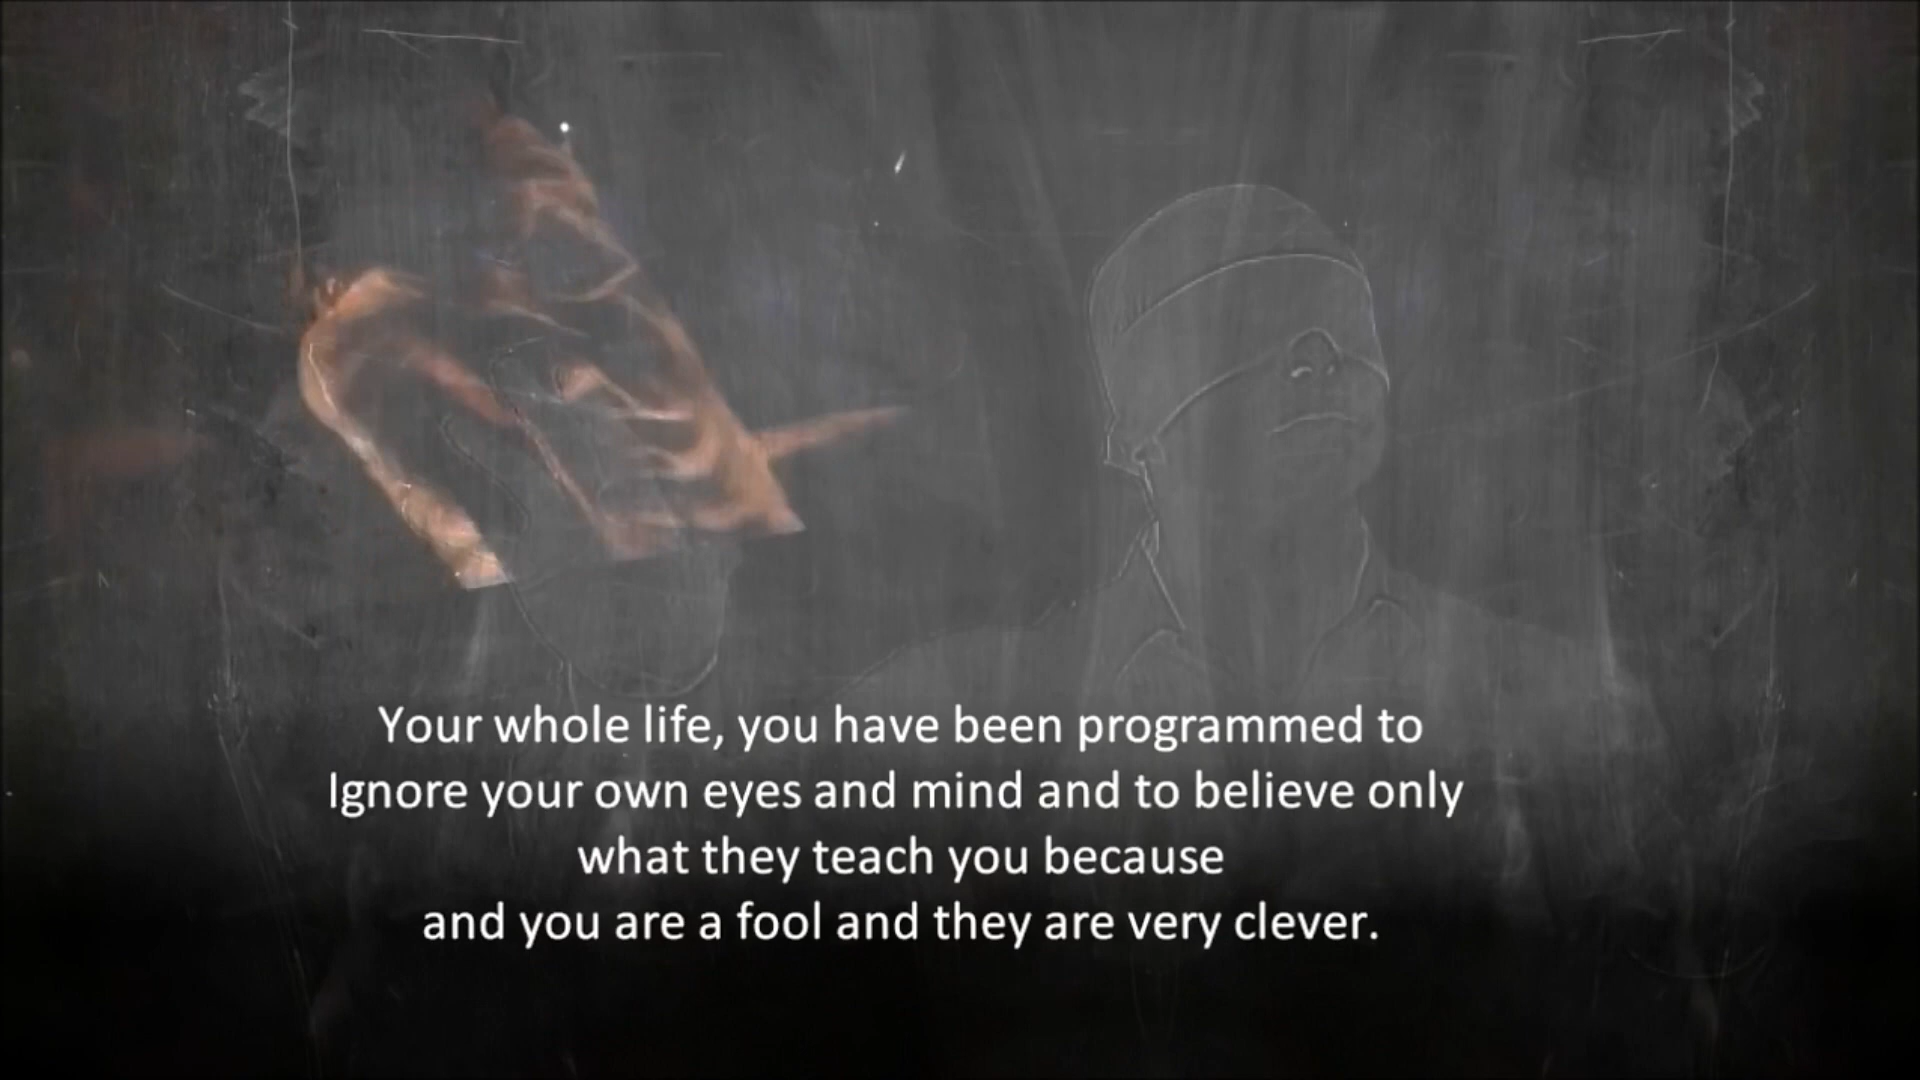 Your whole life, you have been programmed to
Ignore your own eyes and mind and to believe only
what they teach you because
and you are a fool and they are very clever.